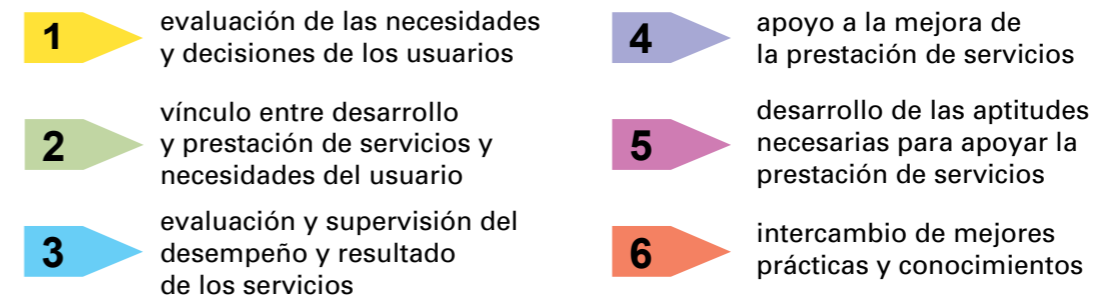 1
evaluación de las necesidades
y decisiones de los usuarios
2
vínculo entre desarrollo
y prestación de servicios y
necesidades del usuario
3
evaluación y supervisión del
desempeño y resultado
de los servicios
4
apoyo a la mejora de
la prestación de servicios
5
desarrollo de las aptitudes
necesarias para apoyar la
prestación de servicios
6
intercambio de mejores
prácticas y conocimientos